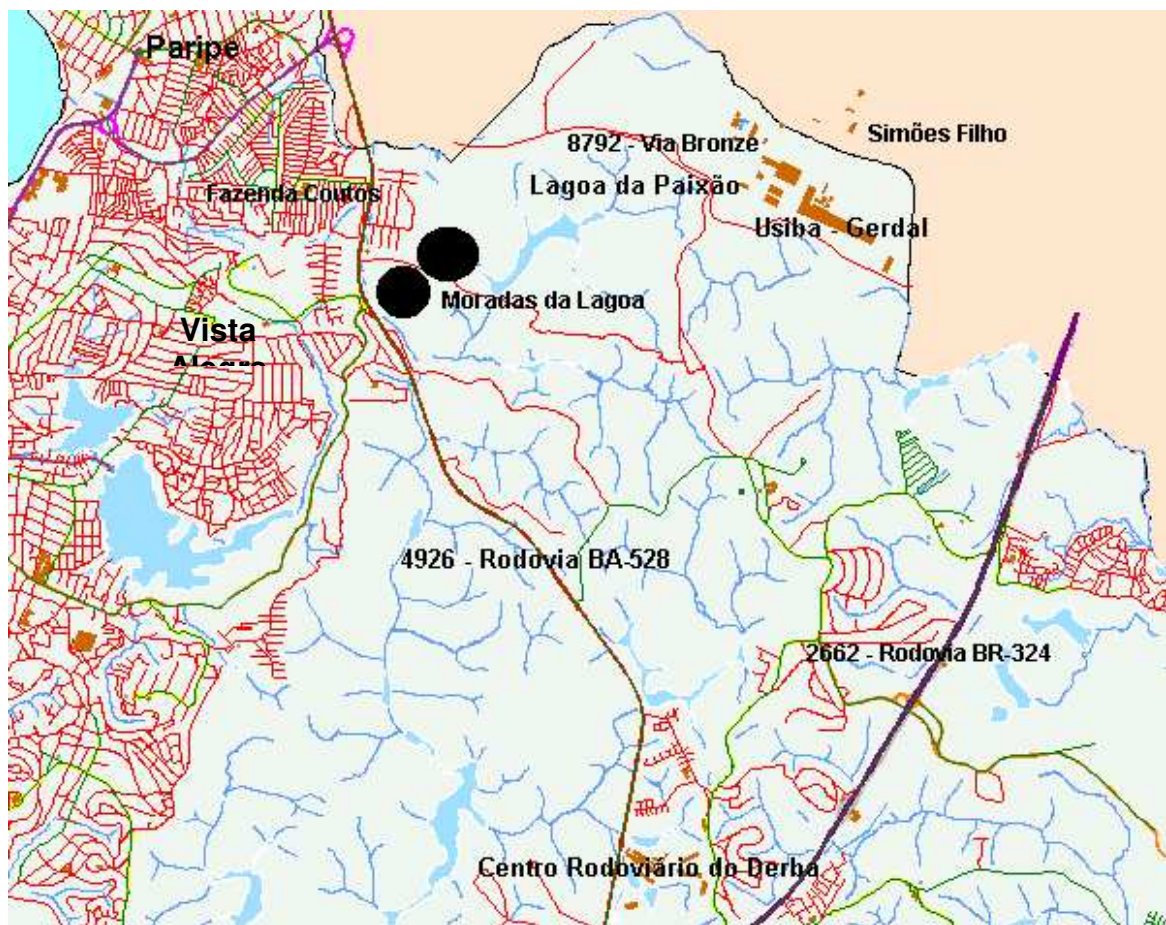 Paripe
8792 - Via Bronze
Simões Filho
Fazenda Coutos
Lagoa da Paixão
Usiba - Gerdal
Moradas da Lagoa
Vista
Alegre
4926 - Rodovia BA-528
2662 - Rodovia BR-324
Centro Rodoviário do Derba